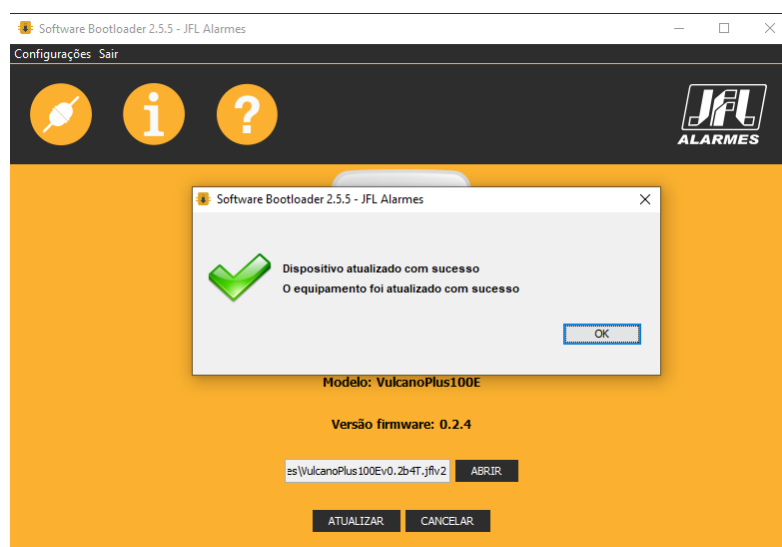 Software Bootloader 2.5.5 - JFL Alarmes
Configurações Sair
i ?
JFL
ALARMES
Software Bootloader 2.5.5 - JFL Alarmes
Dispositivo atualizado com sucesso
O equipamento foi atualizado com sucesso
OK
Modelo: VulcanoPlus100E
Versão firmware: 0.2.4
es\VulcanoPlus100Ev0.2b4T.jflv2 ABRIR
ATUALIZAR CANCELAR